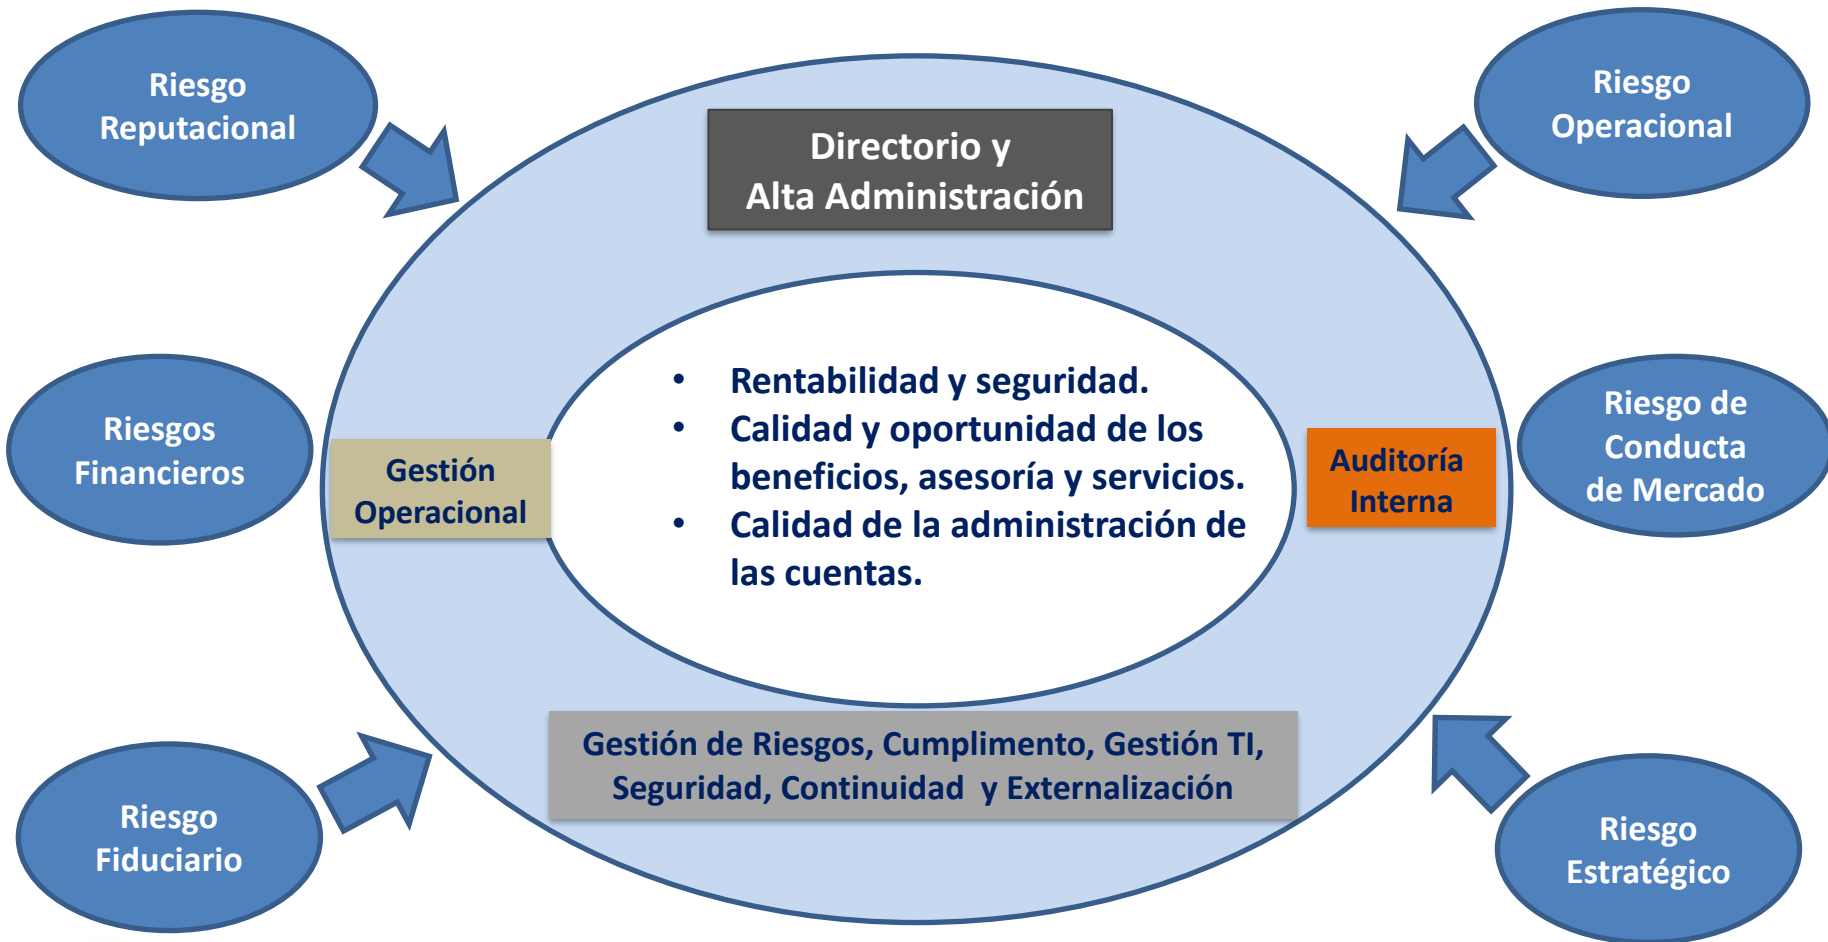 Riesgo
Reputacional
Riesgo
Operacional
Directorio y
Alta Administración
• Rentabilidad y seguridad.
• Calidad y oportunidad de los
beneficios, asesoría y servicios.
• Calidad de la administración de
las cuentas.
Riesgos
Financieros
Gestión
Operacional
Auditoría
Interna
Riesgo de
Conducta
de Mercado
Gestión de Riesgos, Cumplimento, Gestión TI,
Seguridad, Continuidad y Externalización
Riesgo
Fiduciario
Riesgo
Estratégico